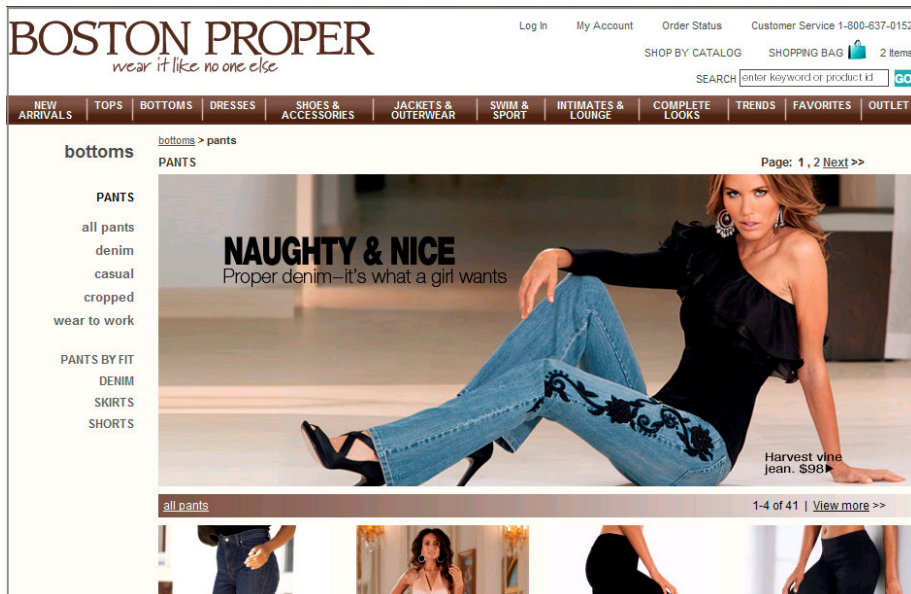 BOSTON PROPER
wear it like no one else
Log In My Account Order Status Customer Service 1-800-637-0152
SHOP BY CATALOG SHOPPING BAG 2 Items
SEARCH enter keyword or product id GO
NEW ARRIVALS TOPS BOTTOMS DRESSES SHOES & ACCESSORIES JACKETS & OUTERWEAR SWIM & SPORT INTIMATES & LOUNGE COMPLETE LOOKS TRENDS FAVORITES OUTLET
bottoms
PANTS
all pants
denim
casual
cropped
wear to work
PANTS BY FIT
DENIM
SKIRTS
SHORTS
bottoms > pants
PANTS Page: 1 , 2 Next >>
NAUGHTY & NICE
Proper denim–it's what a girl wants
Harvest vine
jean. $98▶
all pants 1-4 of 41 | View more >>